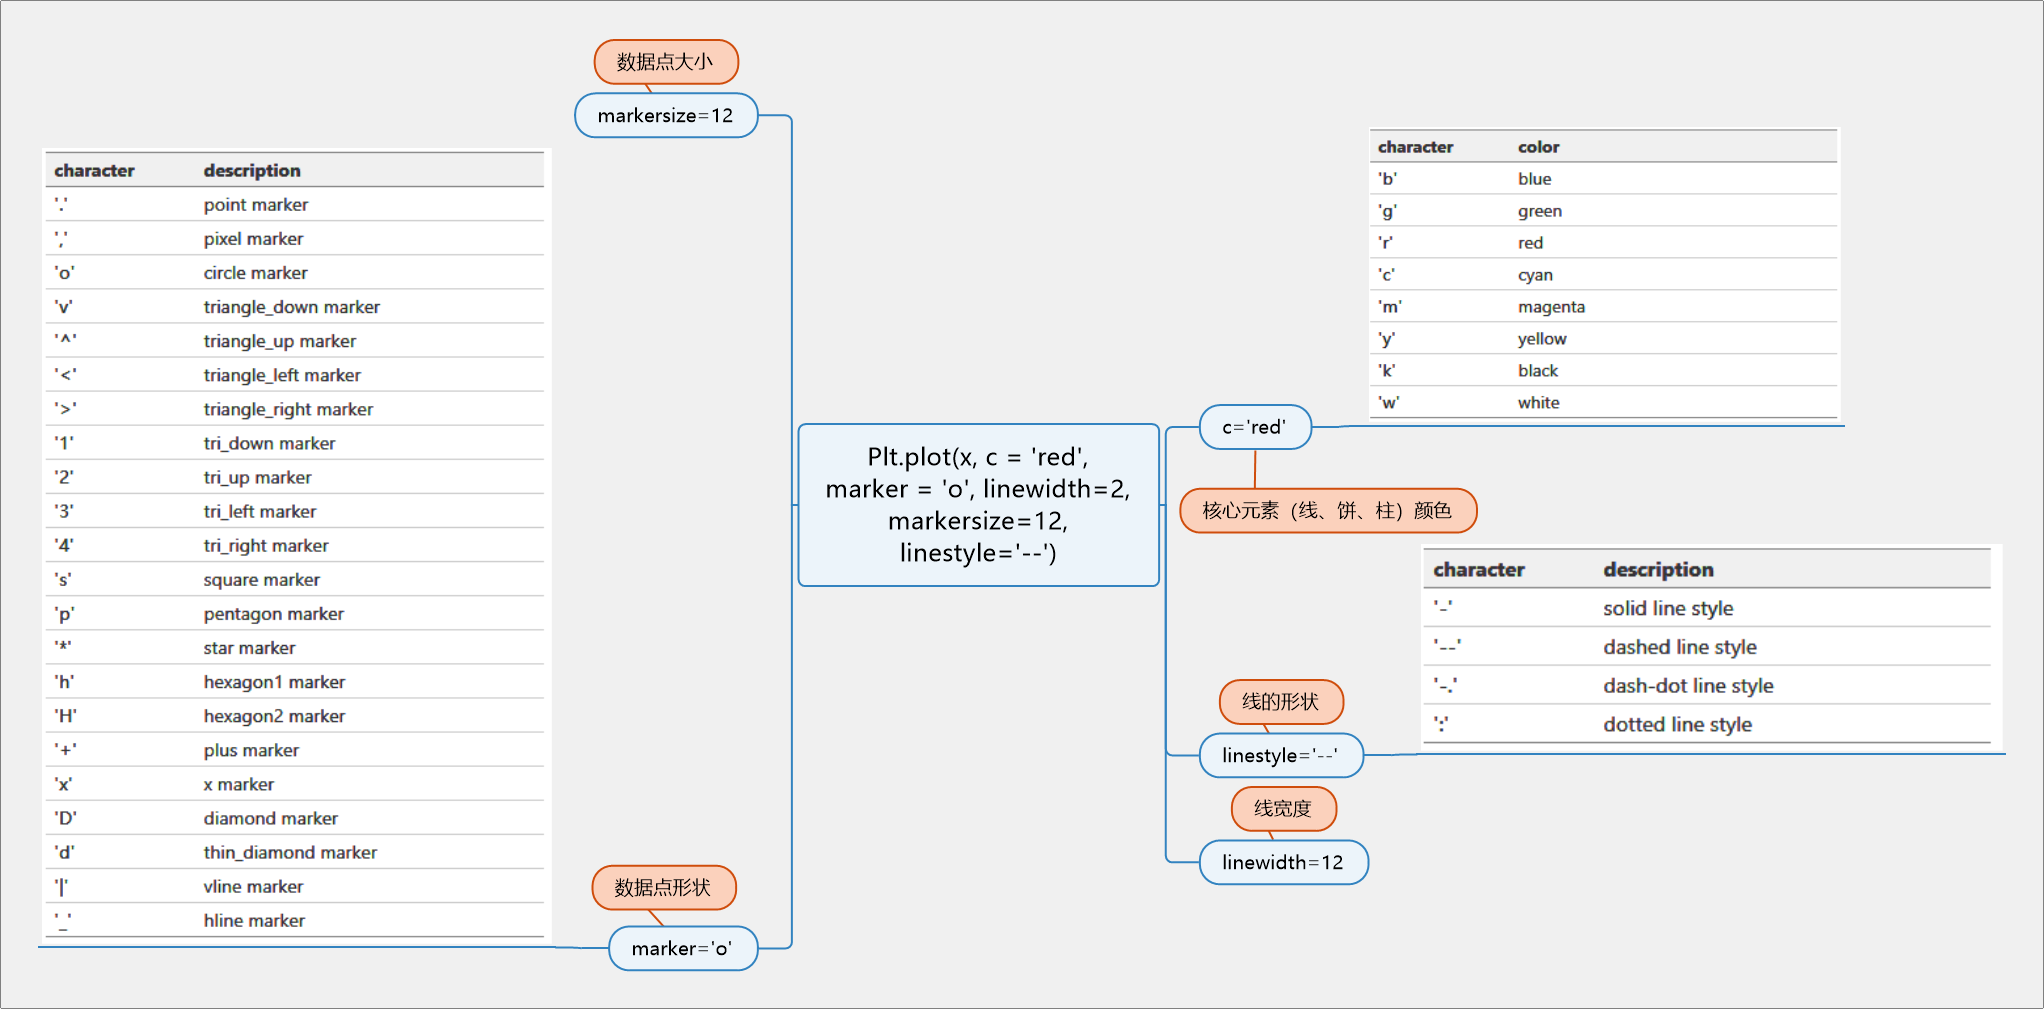 数据点大小
markersize=12
character description
'.' point marker
',' pixel marker
'o' circle marker
'v' triangle_down marker
'^' triangle_up marker
'<' triangle_left marker
'>' triangle_right marker
'1' tri_down marker
'2' tri_up marker
'3' tri_left marker
'4' tri_right marker
's' square marker
'p' pentagon marker
'*' star marker
'h' hexagon1 marker
'H' hexagon2 marker
'+' plus marker
'x' x marker
'D' diamond marker
'd' thin_diamond marker
'|' vline marker
'_' hline marker
数据点形状
marker='o'
Plt.plot(x, c = 'red',
marker = 'o', linewidth=2,
markersize=12,
linestyle='--')
character color
'b' blue
'g' green
'r' red
'c' cyan
'm' magenta
'y' yellow
'k' black
'w' white
c='red'
核心元素（线、饼、柱）颜色
character description
'-' solid line style
'--' dashed line style
'-.' dash-dot line style
':' dotted line style
线的形状
linestyle='--'
线宽度
linewidth=12